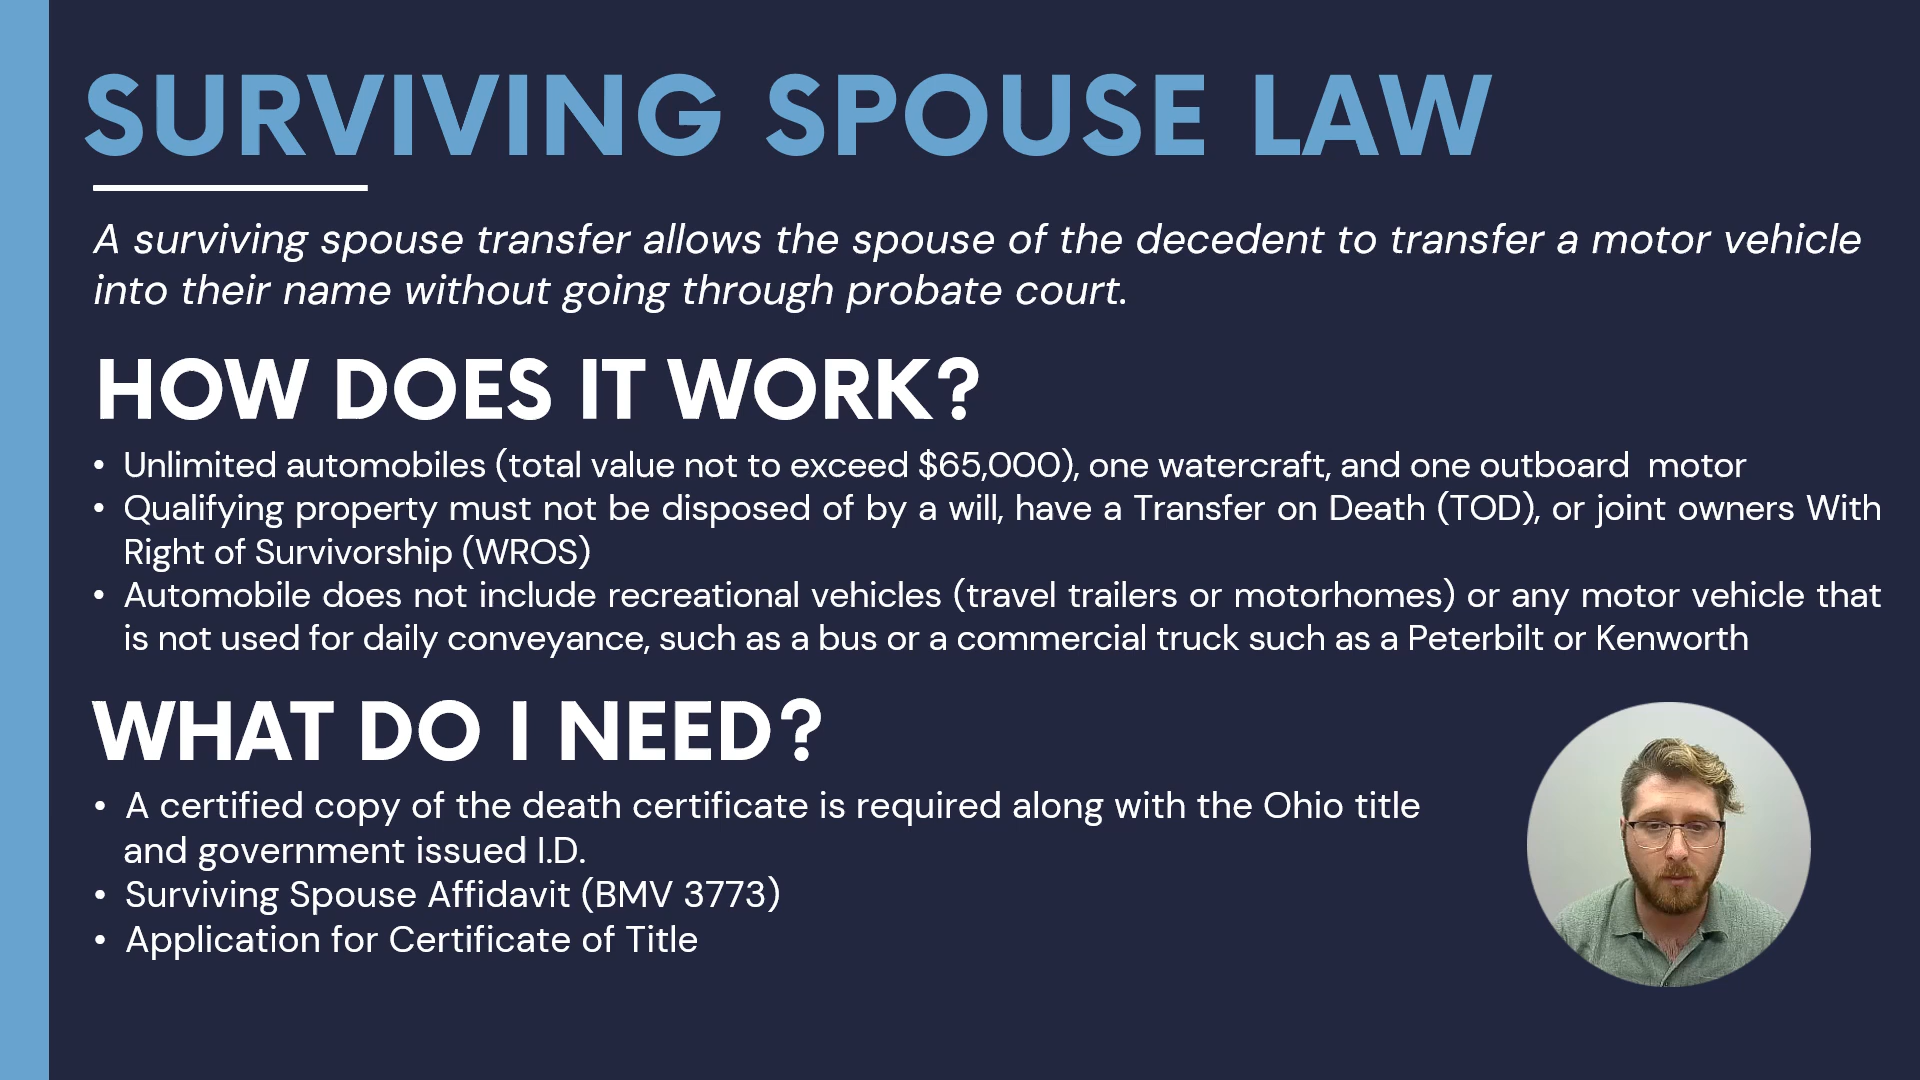 SURVIVING SPOUSE LAW
A surviving spouse transfer allows the spouse of the decedent to transfer a motor vehicle
into their name without going through probate court.
HOW DOES IT WORK?
• Unlimited automobiles (total value not to exceed $65,000), one watercraft, and one outboard motor
• Qualifying property must not be disposed of by a will, have a Transfer on Death (TOD), or joint owners With
Right of Survivorship (WROS)
• Automobile does not include recreational vehicles (travel trailers or motorhomes) or any motor vehicle that
is not used for daily conveyance, such as a bus or a commercial truck such as a Peterbilt or Kenworth
WHAT DO I NEED?
• A certified copy of the death certificate is required along with the Ohio title
and government issued I.D.
• Surviving Spouse Affidavit (BMV 3773)
• Application for Certificate of Title